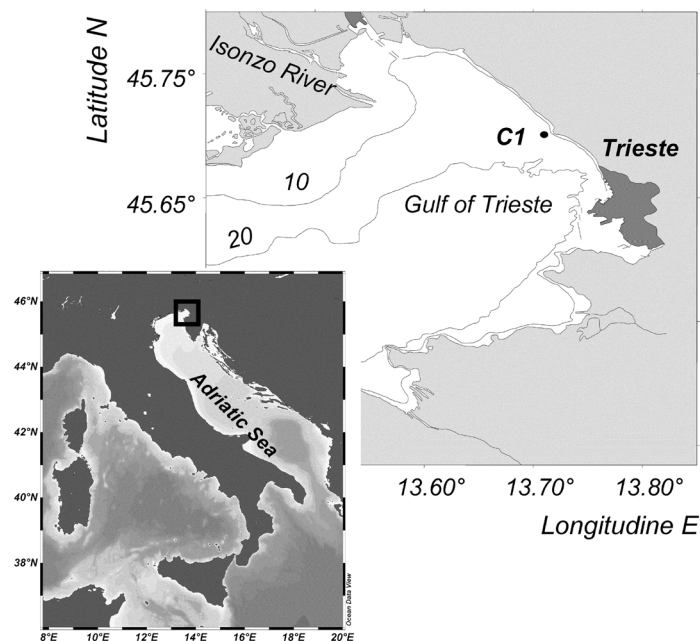 Latitude N
45.75°
45.65°
Isonzo River
10
20
C1
Trieste
Gulf of Trieste
13.60°
13.70°
13.80°
Longitudine E
46°N
44°N
42°N
40°N
38°N
Adriatic Sea
8°E
10°E
12°E
14°E
16°E
18°E
20°E
Ocean Data View